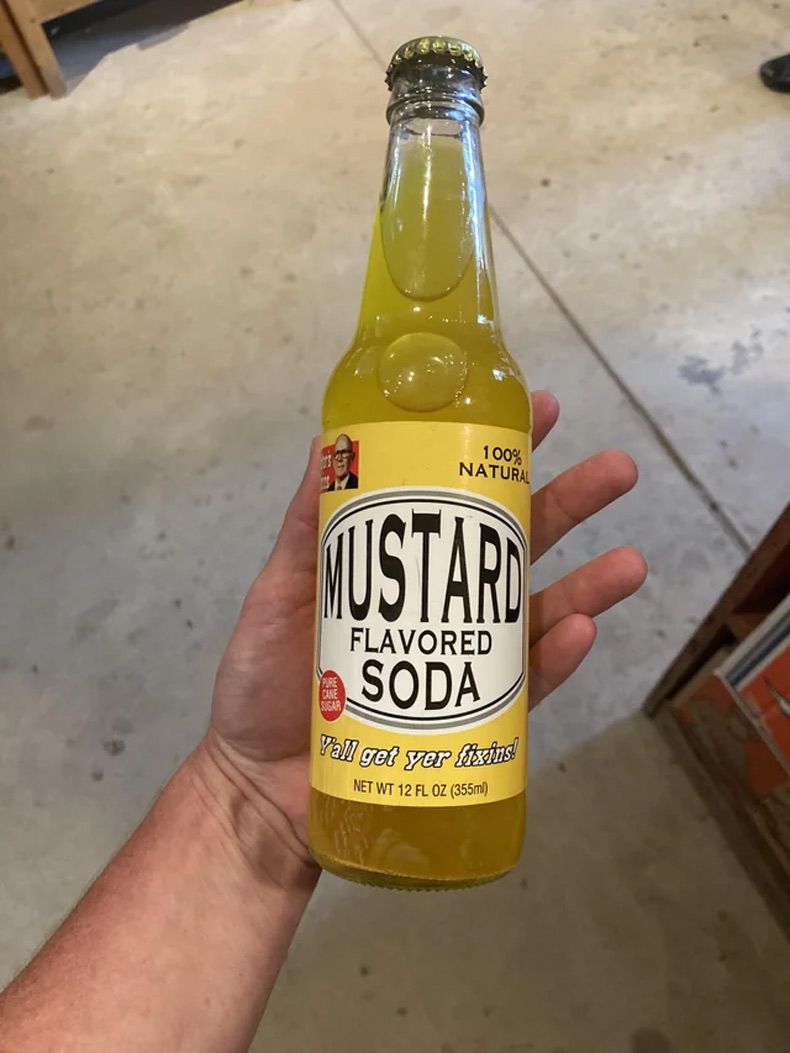 100%
NATURAL
MUSTARD
FLAVORED
SODA
PURE
CANE
SUGAR
Y'all get yer fixins!
NET WT 12 FL OZ (355ml)